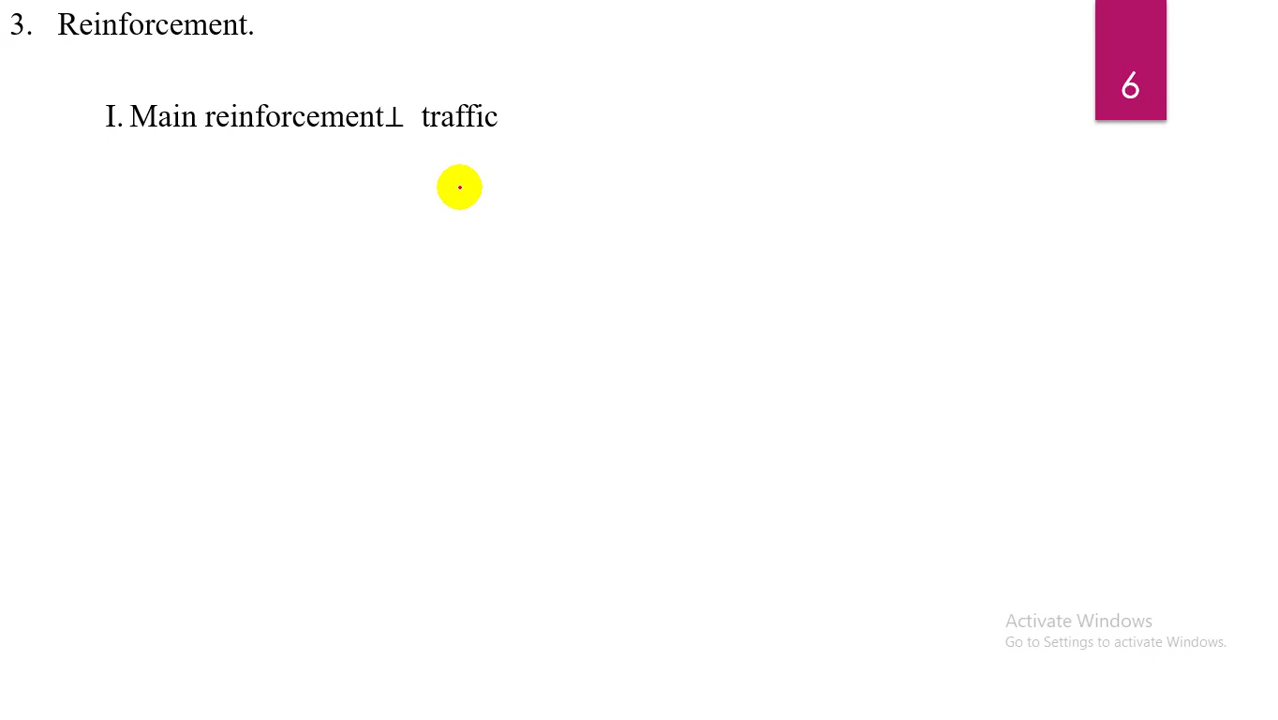 3. Reinforcement.
6
I. Main reinforcement⊥ traffic
Activate Windows
Go to Settings to activate Windows.